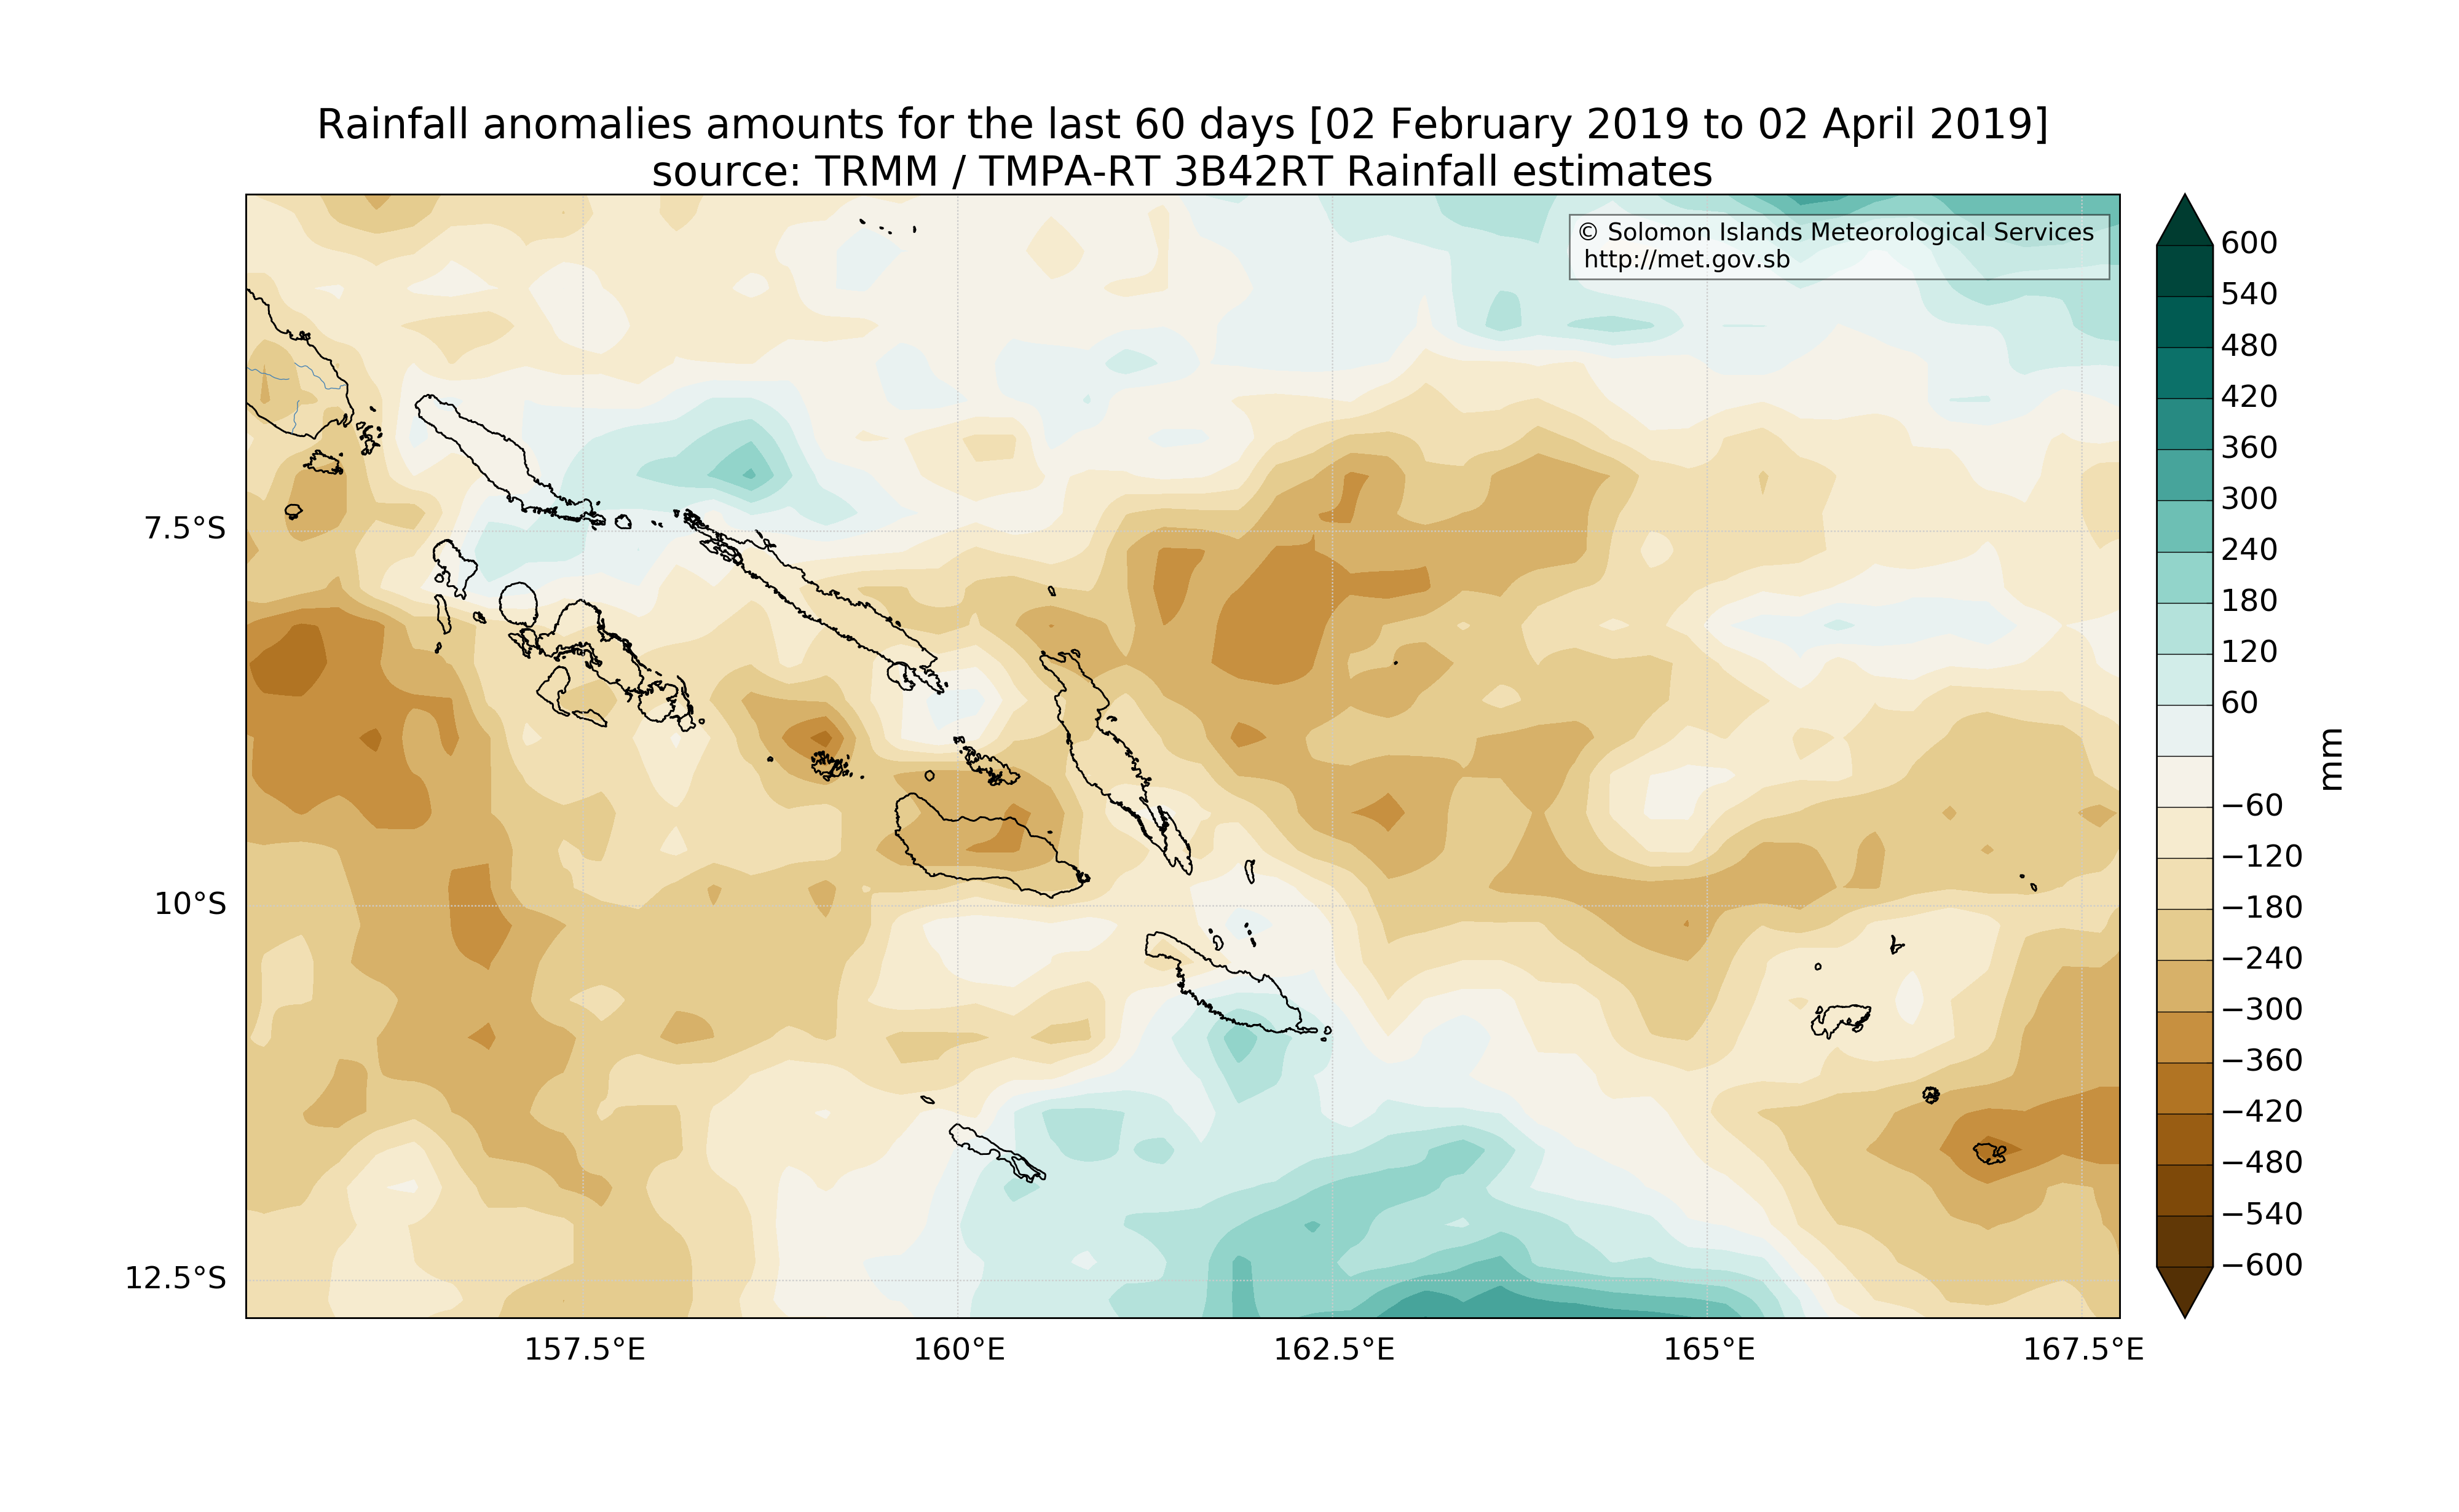 Rainfall anomalies amounts for the last 60 days [02 February 2019 to 02 April 2019]
source: TRMM / TMPA-RT 3B42RT Rainfall estimates
© Solomon Islands Meteorological Services
http://met.gov.sb
7.5°S
10°S
12.5°S
157.5°E
160°E
162.5°E
165°E
167.5°E
600
540
480
420
360
300
240
180
120
60
−60
−120
−180
−240
−300
−360
−420
−480
−540
−600
mm